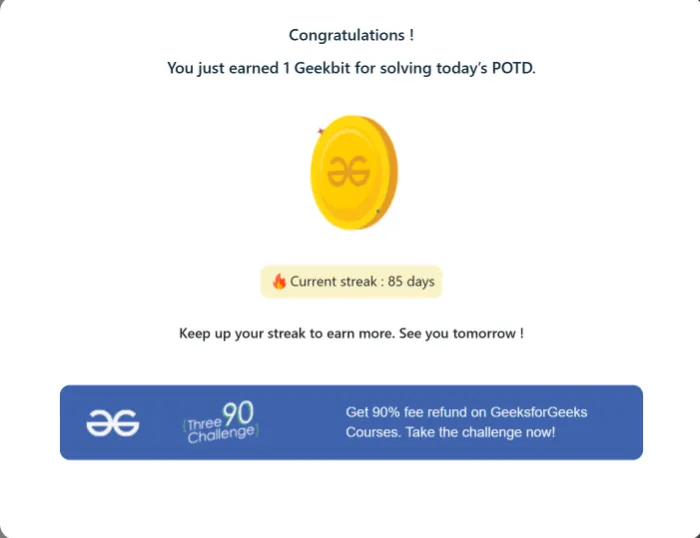 Congratulations !
You just earned 1 Geekbit for solving today's POTD.
Current streak : 85 days
Keep up your streak to earn more. See you tomorrow !
{Three 90
Challenge}
Get 90% fee refund on GeeksforGeeks
Courses. Take the challenge now!